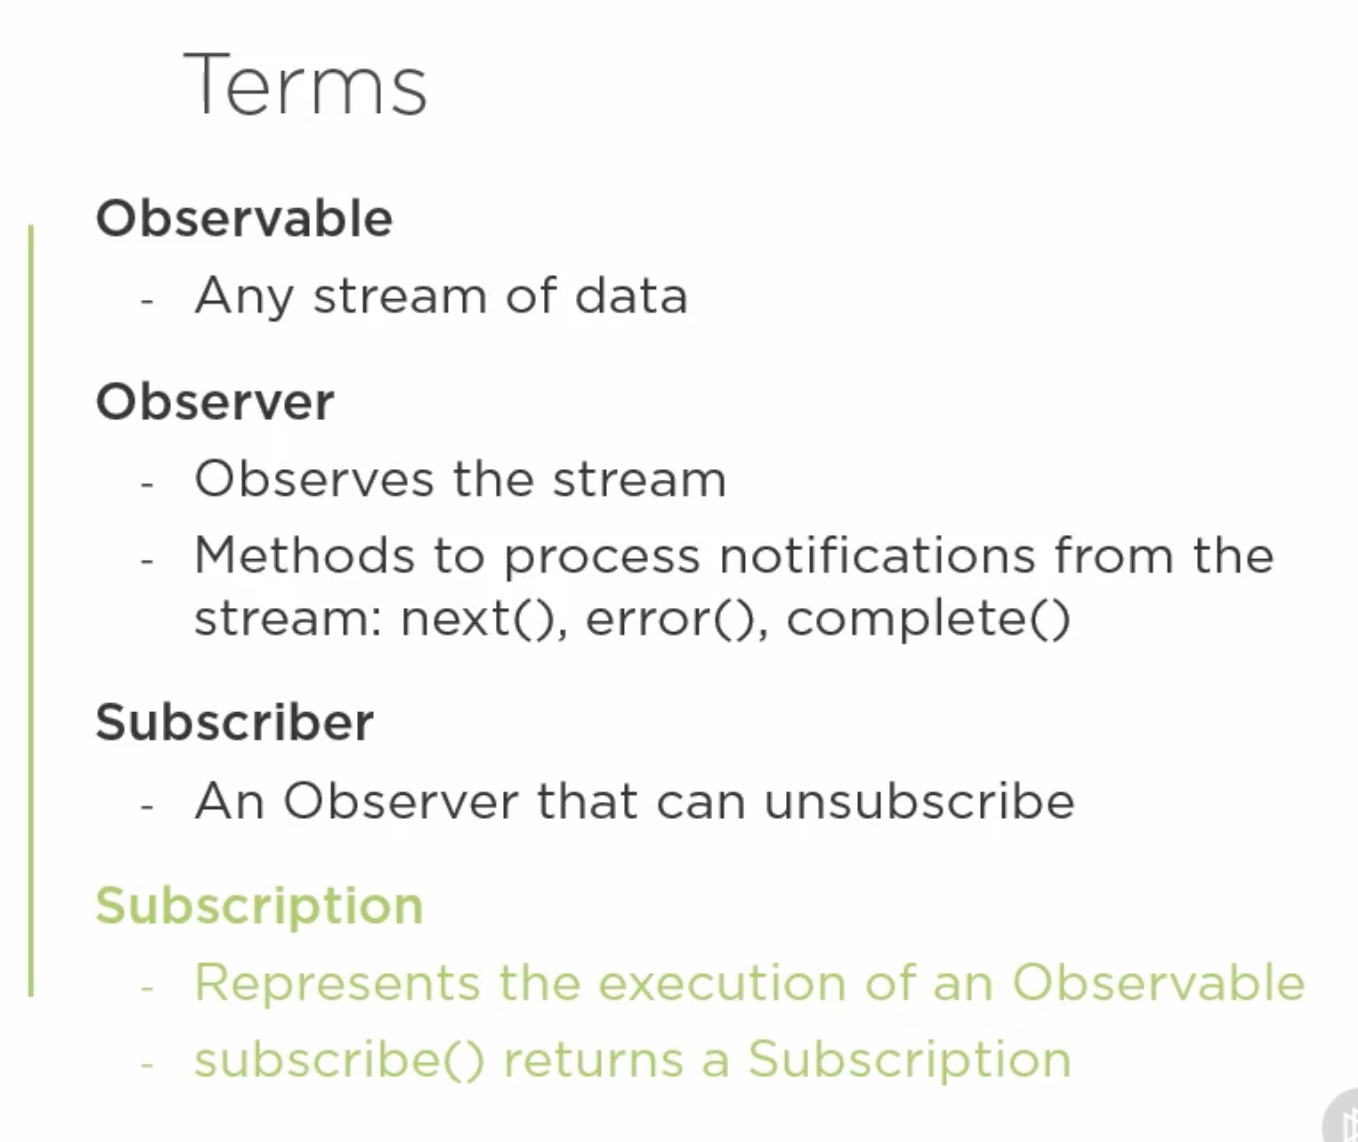 Terms
Observable
- Any stream of data
Observer
- Observes the stream
- Methods to process notifications from the
stream: next(), error(), complete()
Subscriber
- An Observer that can unsubscribe
Subscription
- Represents the execution of an Observable
- subscribe() returns a Subscription